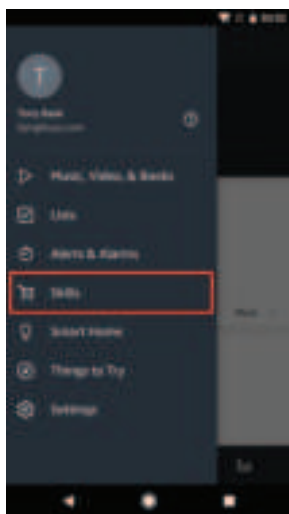 T
Music, Video, & Books
Lists
Alerts & Alarms
Skills
Smart Home
Things to Try
Settings